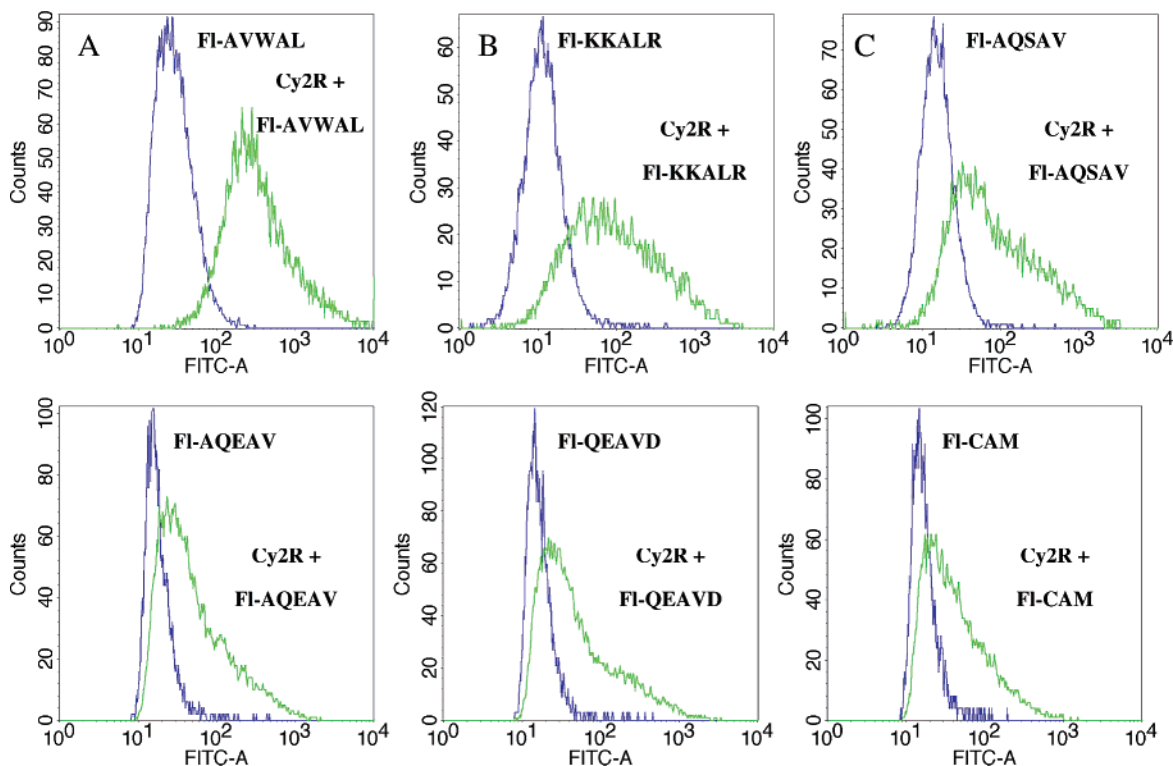 A
Fl-AVWAL
Cy2R +
Fl-AVWAL
Counts
0 10 20 30 40 50 60 70 80 90
10^0 10^1 10^2 10^3 10^4
FITC-A
B
Fl-KKALR
Cy2R +
Fl-KKALR
Counts
0 10 20 30 40 50 60
10^0 10^1 10^2 10^3 10^4
FITC-A
C
Fl-AQSAV
Cy2R +
Fl-AQSAV
Counts
0 10 20 30 40 50 60 70
10^0 10^1 10^2 10^3 10^4
FITC-A
Fl-AQEAV
Cy2R +
Fl-AQEAV
Counts
0 20 40 60 80 100
10^0 10^1 10^2 10^3 10^4
FITC-A
Fl-QEAVD
Cy2R +
Fl-QEAVD
Counts
0 20 40 60 80 100 120
10^0 10^1 10^2 10^3 10^4
FITC-A
Fl-CAM
Cy2R +
Fl-CAM
Counts
0 20 40 60 80 100
10^0 10^1 10^2 10^3 10^4
FITC-A